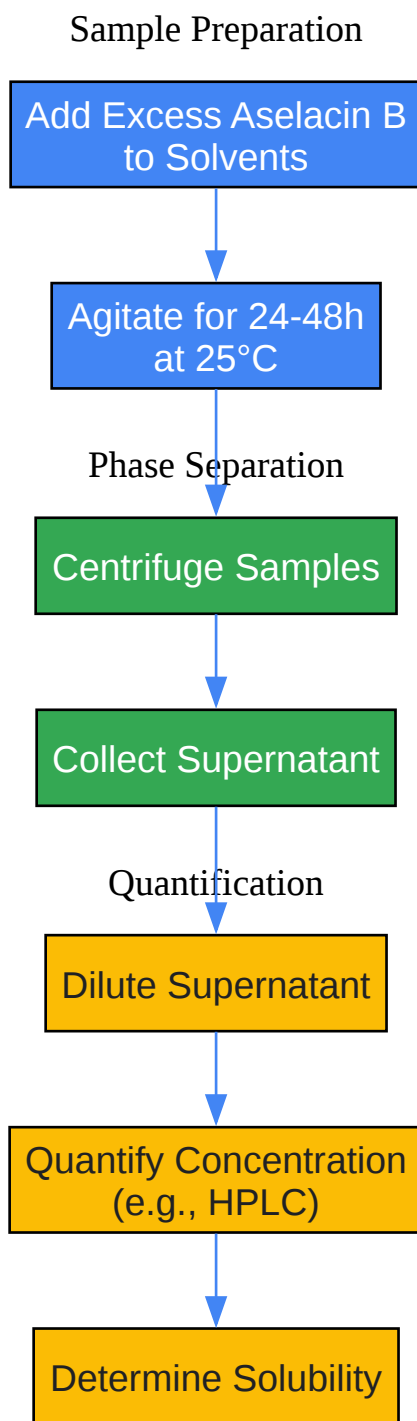 Sample Preparation
Add Excess Aselacin B
to Solvents
Agitate for 24-48h
at 25°C
Phase Separation
Centrifuge Samples
Collect Supernatant
Quantification
Dilute Supernatant
Quantify Concentration
(e.g., HPLC)
Determine Solubility